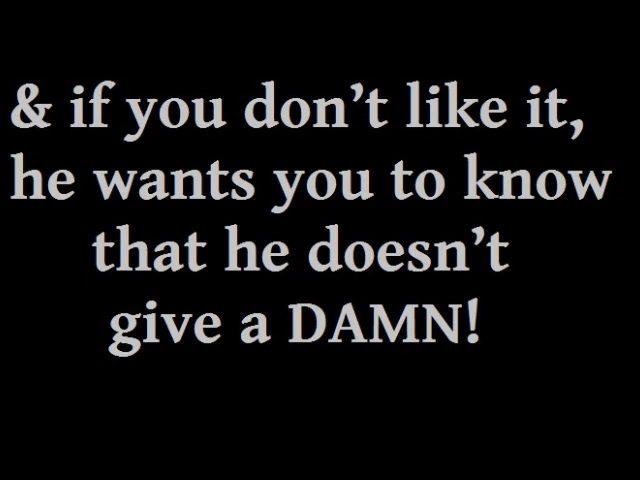 & if you don’t like it,
he wants you to know
that he doesn’t
give a DAMN!